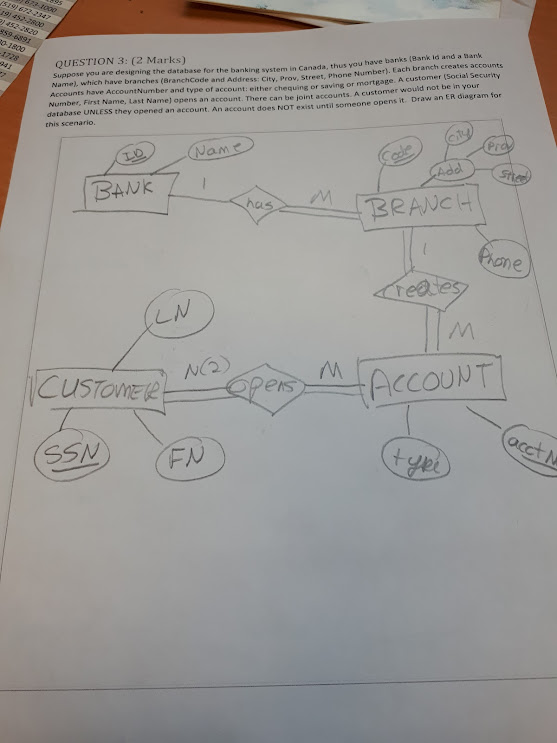 (519) 672-2347
QUESTION 3: (2 Marks)
Suppose you are designing the database for the banking system in Canada, thus you have banks (Bank Id and a Bank
Name), which have branches (BranchCode and Address: City, Prov, Street, Phone Number). Each branch creates accounts
Accounts have AccountNumber and type of account: either chequing or saving or mortgage. A customer (Social Security
Number, First Name, Last Name) opens an account. There can be joint accounts. A customer would not be in your
database UNLESS they opened an account. An account does NOT exist until someone opens it. Draw an ER diagram for
this scenario.
ID
Name
Code
City
Prov
Add
Street
BANK
1
has
M
BRANCH
Phone
1
Creates
M
LN
CUSTOMER
N(2)
opens
M
ACCOUNT
SSN
FN
type
acctN